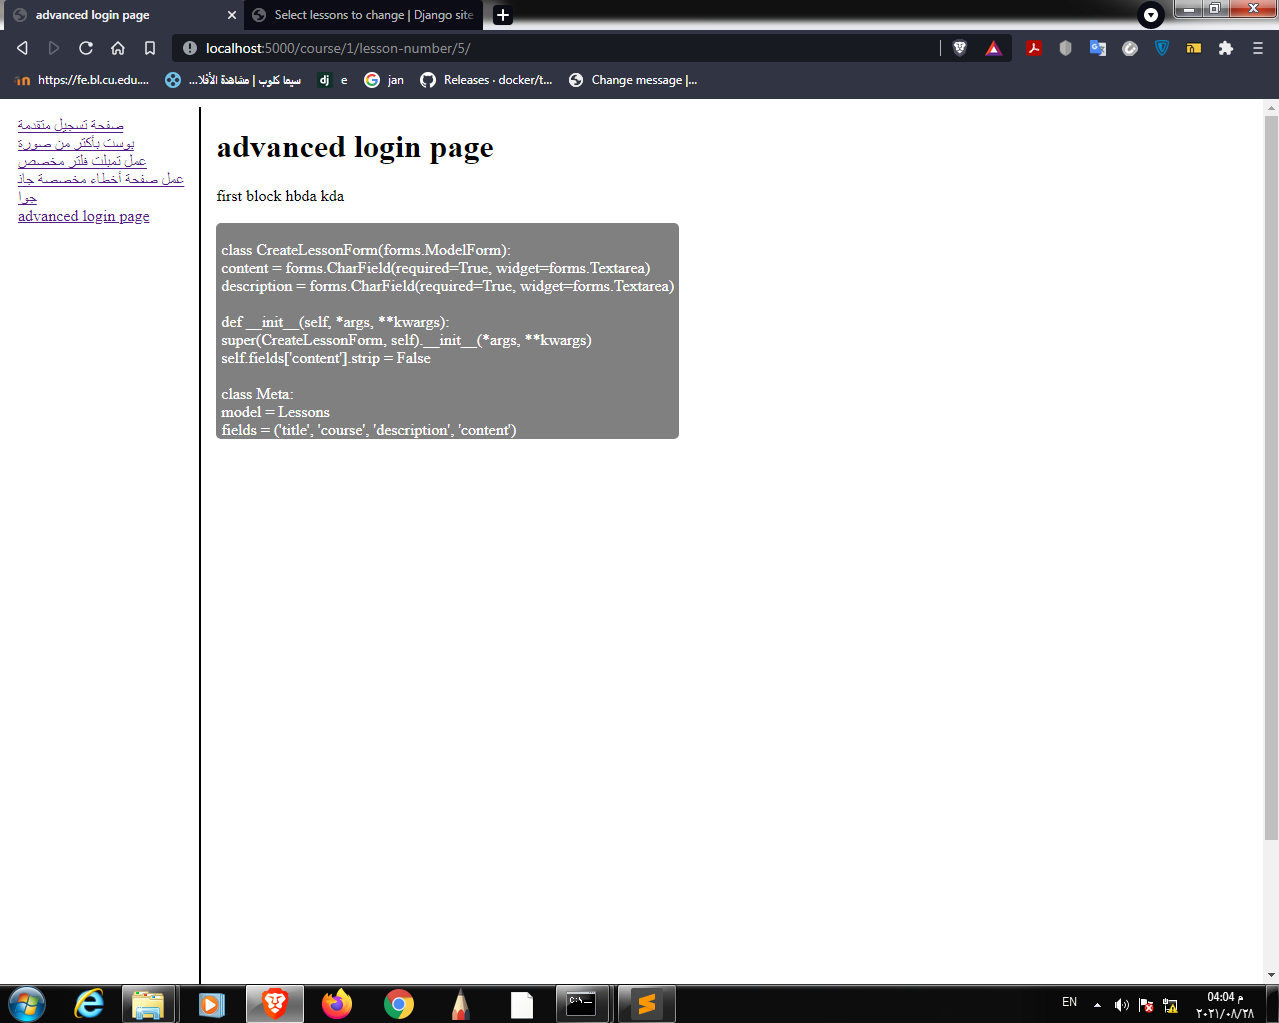 advanced login page
Select lessons to change | Django site
localhost:5000/course/1/lesson-number/5/
https://fe.bl.cu.edu....
سيما كلوب | مشاهدة الأفلا...
dj e
jan
Releases · docker/t...
Change message |...
صفحة تسجيل متقدمة
بوست بأكتر من صورة
عمل تمبلت فلتر مخصص
عمل صفحة أخطاء مخصصة جانـ
جوا
advanced login page
advanced login page
first block hbda kda
class CreateLessonForm(forms.ModelForm):
content = forms.CharField(required=True, widget=forms.Textarea)
description = forms.CharField(required=True, widget=forms.Textarea)
def __init__(self, *args, **kwargs):
super(CreateLessonForm, self).__init__(*args, **kwargs)
self.fields['content'].strip = False
class Meta:
model = Lessons
fields = ('title', 'course', 'description', 'content')
EN
04:04 م
٢٠٢١/٠٨/٢٨